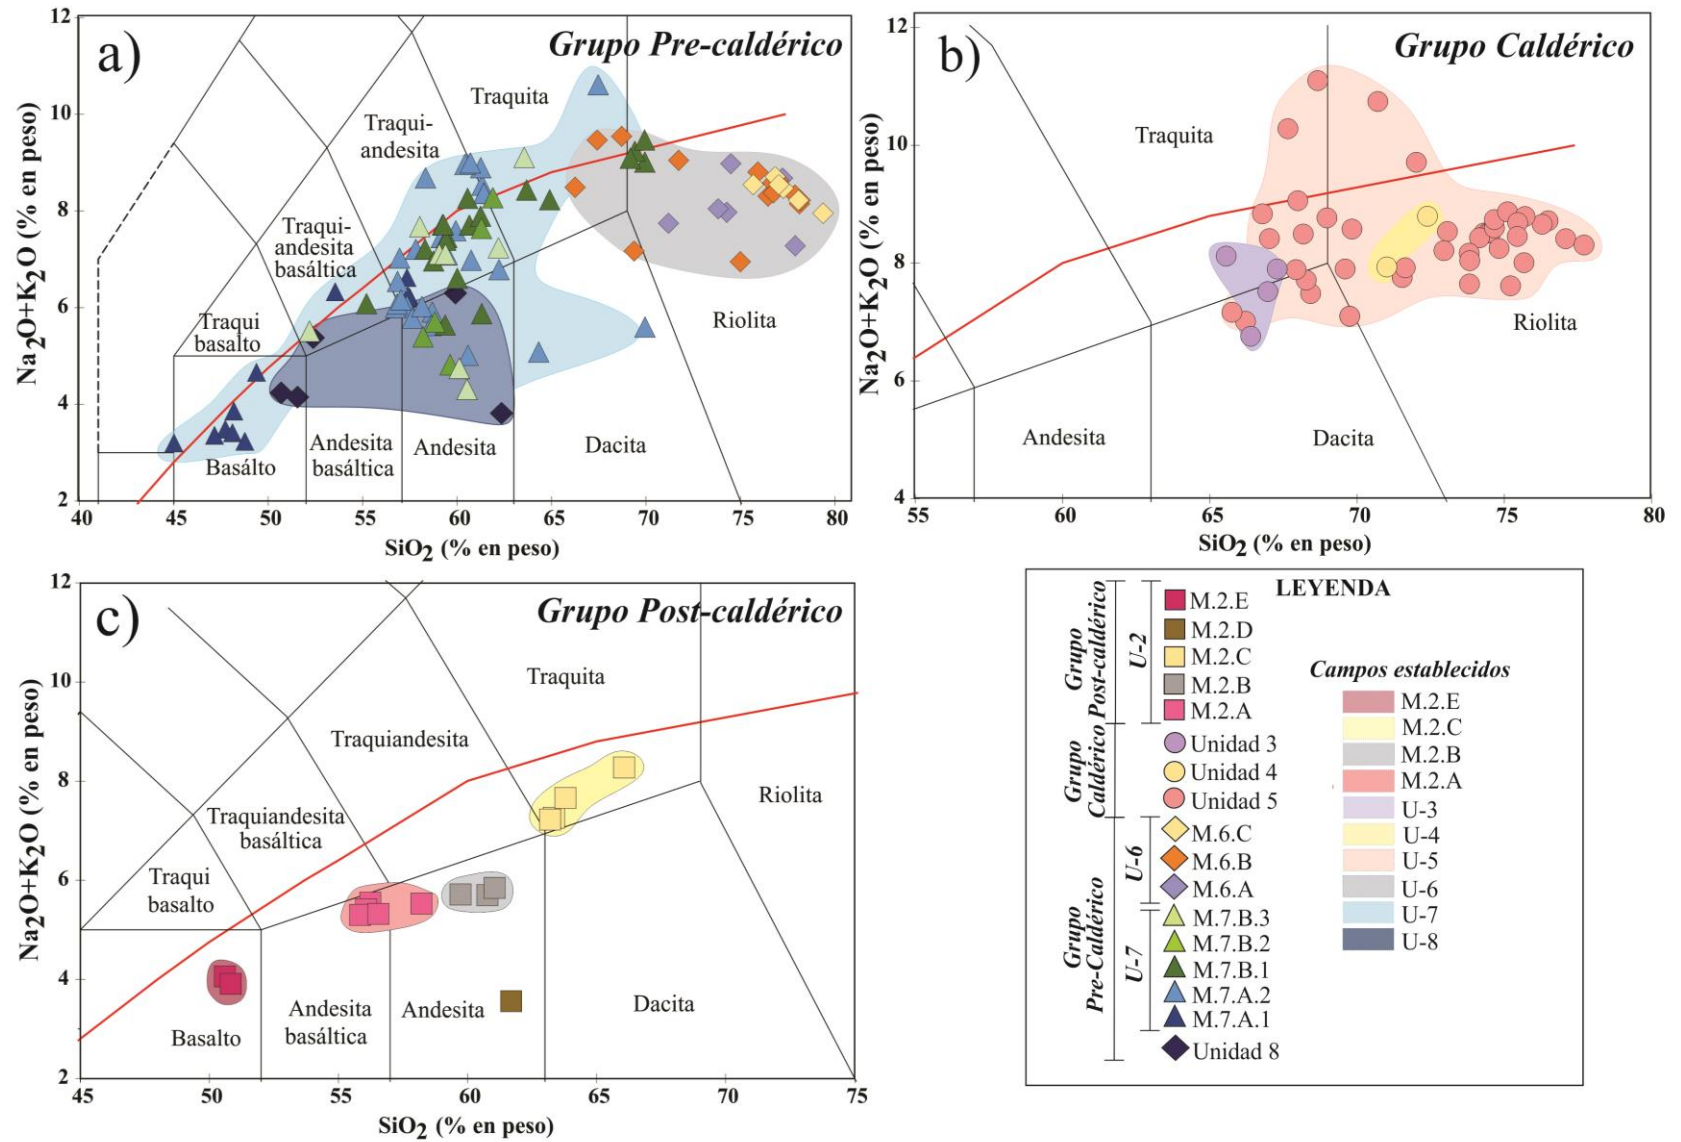 a)
Grupo Pre-caldérico
Na2O+K2O (% en peso)
12
10
8
6
4
2
Traquita
Traqui-
andesita
Traqui-
andesita
basáltica
Traqui
basalto
Riolita
Basálto
Andesita
basáltica
Andesita
Dacita
40
45
50
55
60
65
70
75
80
SiO2 (% en peso)
b)
Grupo Caldérico
Na2O+K2O (% en peso)
12
10
8
6
4
Traquita
Riolita
Andesita
Dacita
55
65
70
75
80
SiO2 (% en peso)
c)
Grupo Post-caldérico
Na2O+K2O (% en peso)
12
10
8
6
4
2
Traquita
Traquiandesita
Traquiandesita
basáltica
Traqui
basalto
Riolita
Basalto
Andesita
basáltica
Andesita
Dacita
45
50
55
60
65
70
75
SiO2 (% en peso)
LEYENDA
Grupo
Post-caldérico
U-2
M.2.E
M.2.D
M.2.C
M.2.B
M.2.A
Grupo
Caldérico
Unidad 3
Unidad 4
Unidad 5
Grupo
Pre-Caldérico
U-6
M.6.C
M.6.B
M.6.A
U-7
M.7.B.3
M.7.B.2
M.7.B.1
M.7.A.2
M.7.A.1
Unidad 8
Campos establecidos
M.2.E
M.2.C
M.2.B
M.2.A
U-3
U-4
U-5
U-6
U-7
U-8